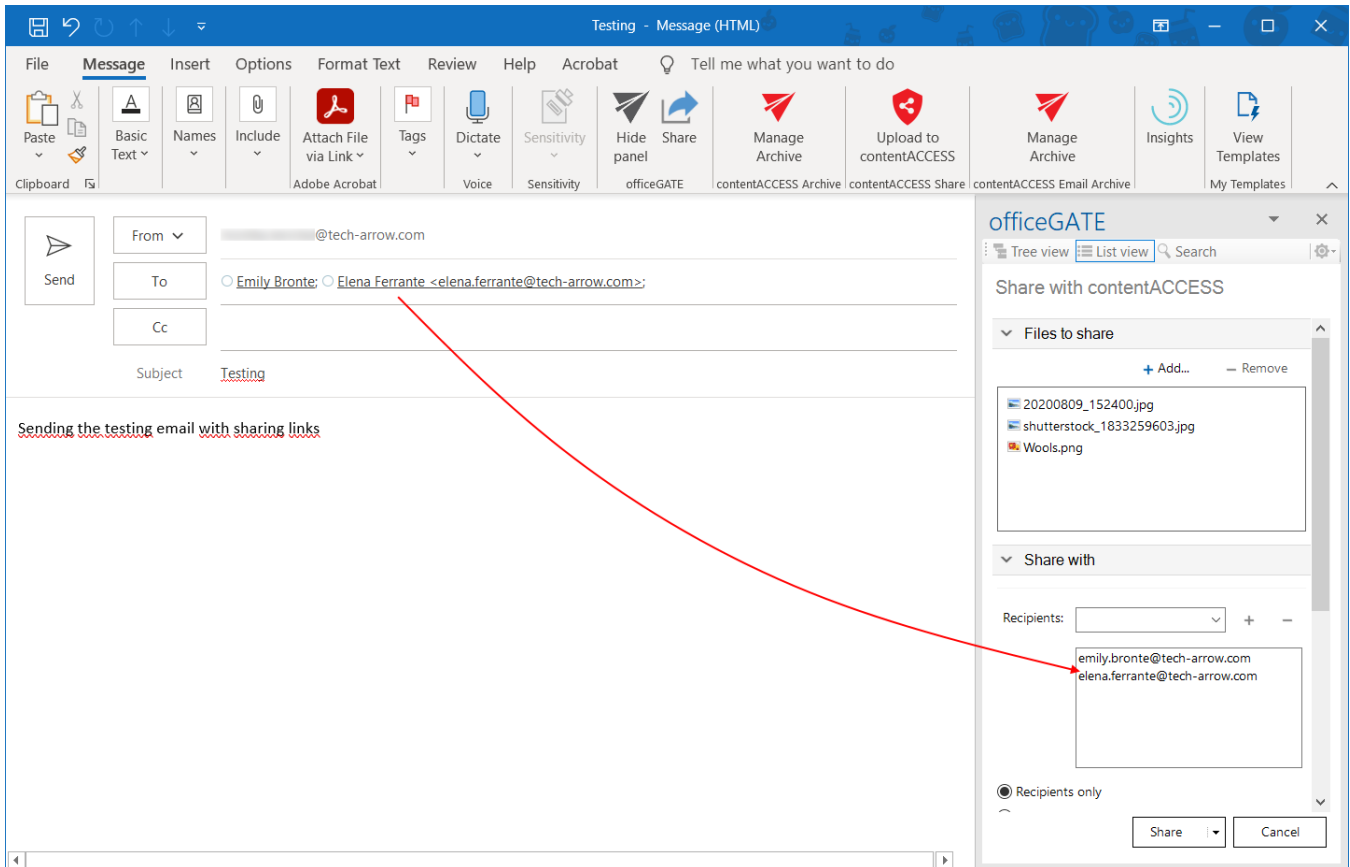 Testing - Message (HTML)
File Message Insert Options Format Text Review Help Acrobat Tell me what you want to do
Paste
Basic Text
Names
Include
Attach File via Link
Tags
Dictate
Sensitivity
Hide panel
Share
Manage Archive
Upload to contentACCESS
Manage Archive
Insights
View Templates
Clipboard
Adobe Acrobat
Voice
Sensitivity
officeGATE
contentACCESS Archive
contentACCESS Share
contentACCESS Email Archive
My Templates
Send
From
@tech-arrow.com
To
Emily Bronte; Elena Ferrante <elena.ferrante@tech-arrow.com>;
Cc
Subject Testing
Sending the testing email with sharing links
officeGATE
Tree view List view Search
Share with contentACCESS
Files to share
+ Add... − Remove
20200809_152400.jpg
shutterstock_1833259603.jpg
Wools.png
Share with
Recipients: + −
emily.bronte@tech-arrow.com
elena.ferrante@tech-arrow.com
Recipients only
Share Cancel